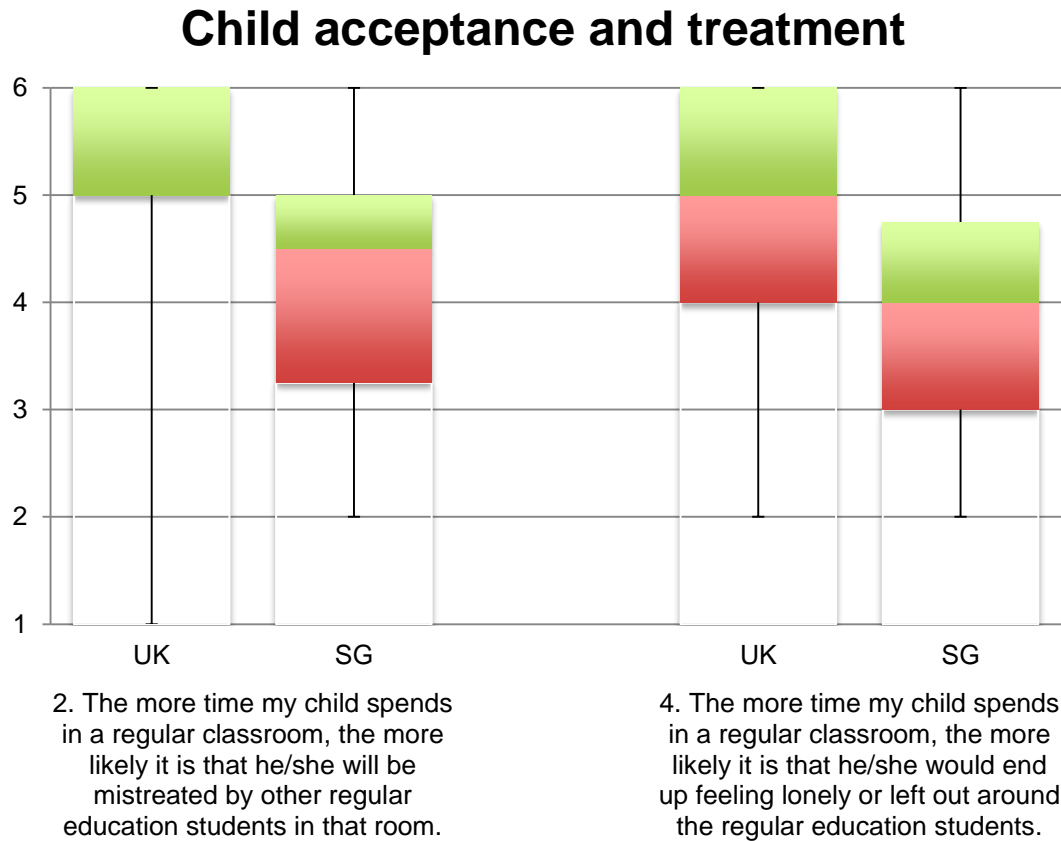 Child acceptance and treatment
6
5
4
3
2
1
UK
SG
UK
SG
2. The more time my child spends
in a regular classroom, the more
likely it is that he/she will be
mistreated by other regular
education students in that room.
4. The more time my child spends
in a regular classroom, the more
likely it is that he/she would end
up feeling lonely or left out around
the regular education students.